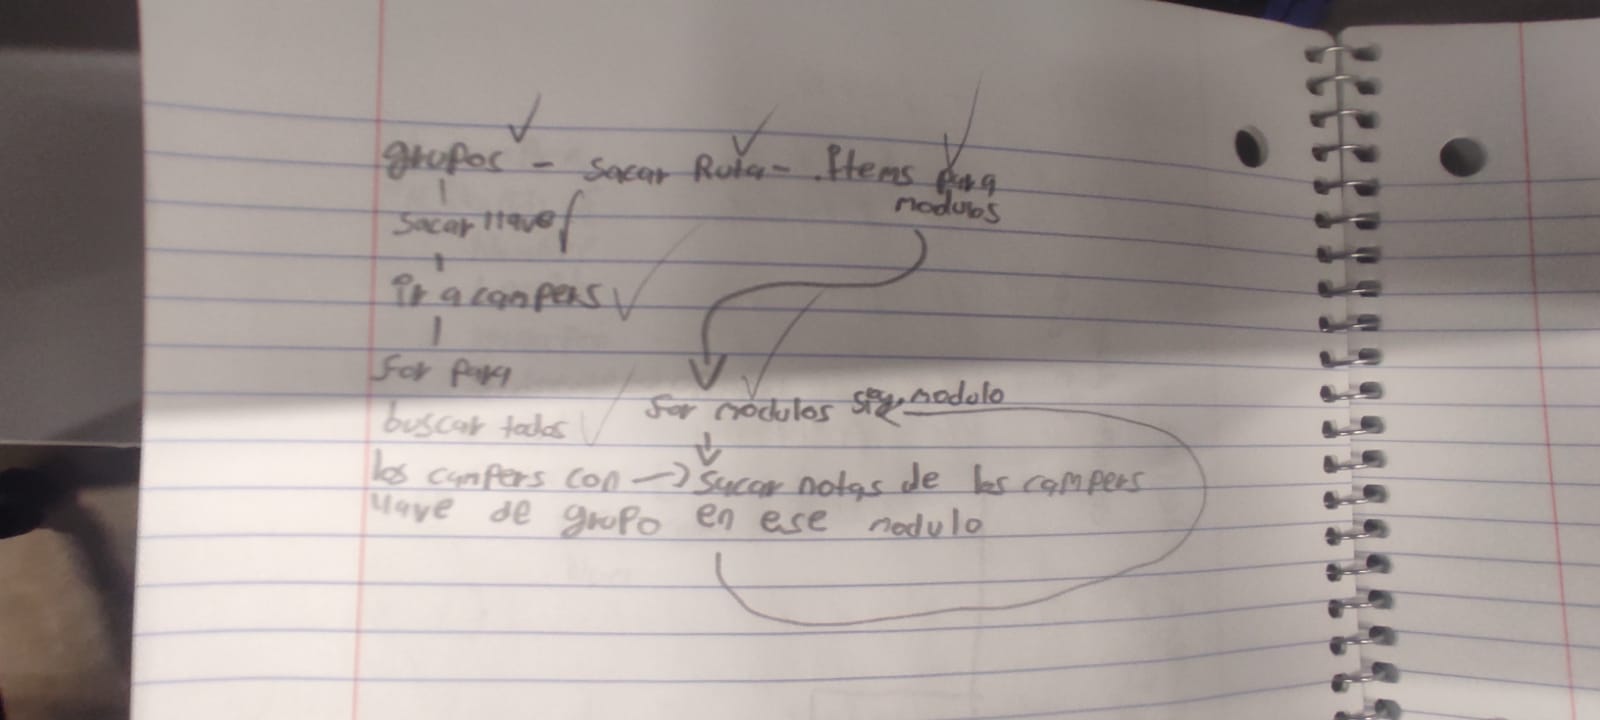 grupos - sacar Ruta - Items para
modulos
sacar llave
ir a campers
for para
buscar todos
for modulos sig. modulo
los campers con -> sacar notas de los campers
llave de grupo en ese modulo